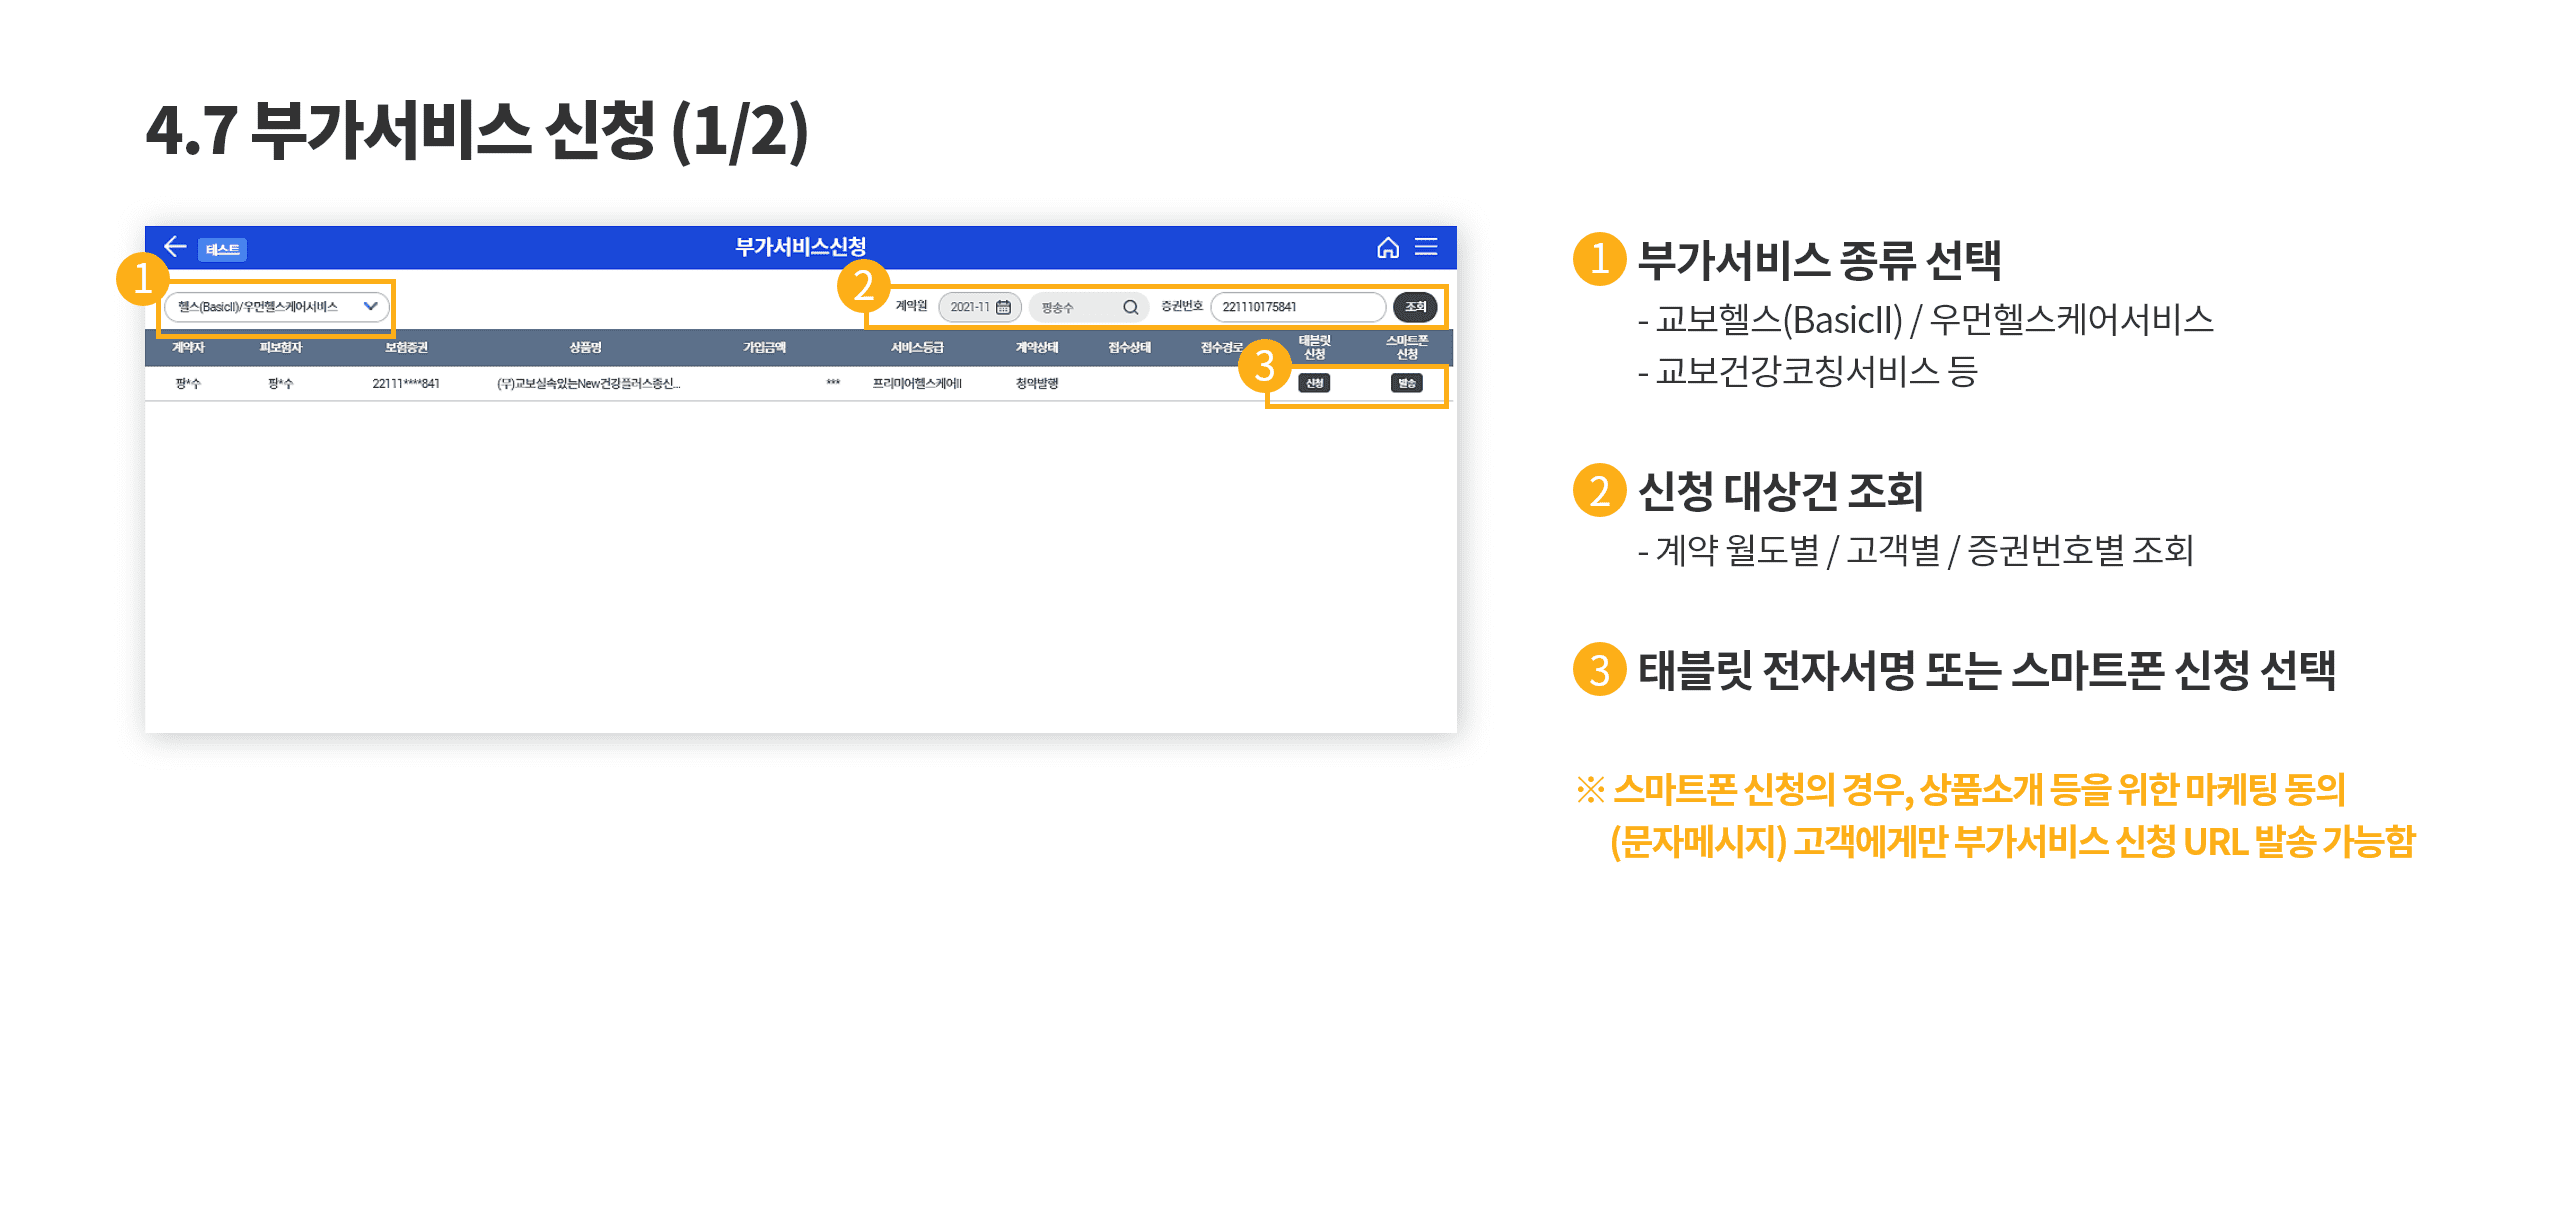 4.7 부가서비스 신청 (1/2)
테스트
부가서비스신청
1
헬스(BasicII)/우먼헬스케어서비스
2
계약월 2021-11 팡송수 증권번호 221110175841 조회
계약자 피보험자 보험증권 상품명 가입금액 서비스등급 계약상태 접수상태 접수경로 태블릿 신청 스마트폰 신청
3
팡*수 팡*수 22111****841 (무)교보실속있는New건강플러스종신... *** 프리미어헬스케어II 청약발행 신청 발송
1 부가서비스 종류 선택
- 교보헬스(BasicII) / 우먼헬스케어서비스
- 교보건강코칭서비스 등
2 신청 대상건 조회
- 계약 월도별 / 고객별 / 증권번호별 조회
3 태블릿 전자서명 또는 스마트폰 신청 선택
※ 스마트폰 신청의 경우, 상품소개 등을 위한 마케팅 동의
(문자메시지) 고객에게만 부가서비스 신청 URL 발송 가능함